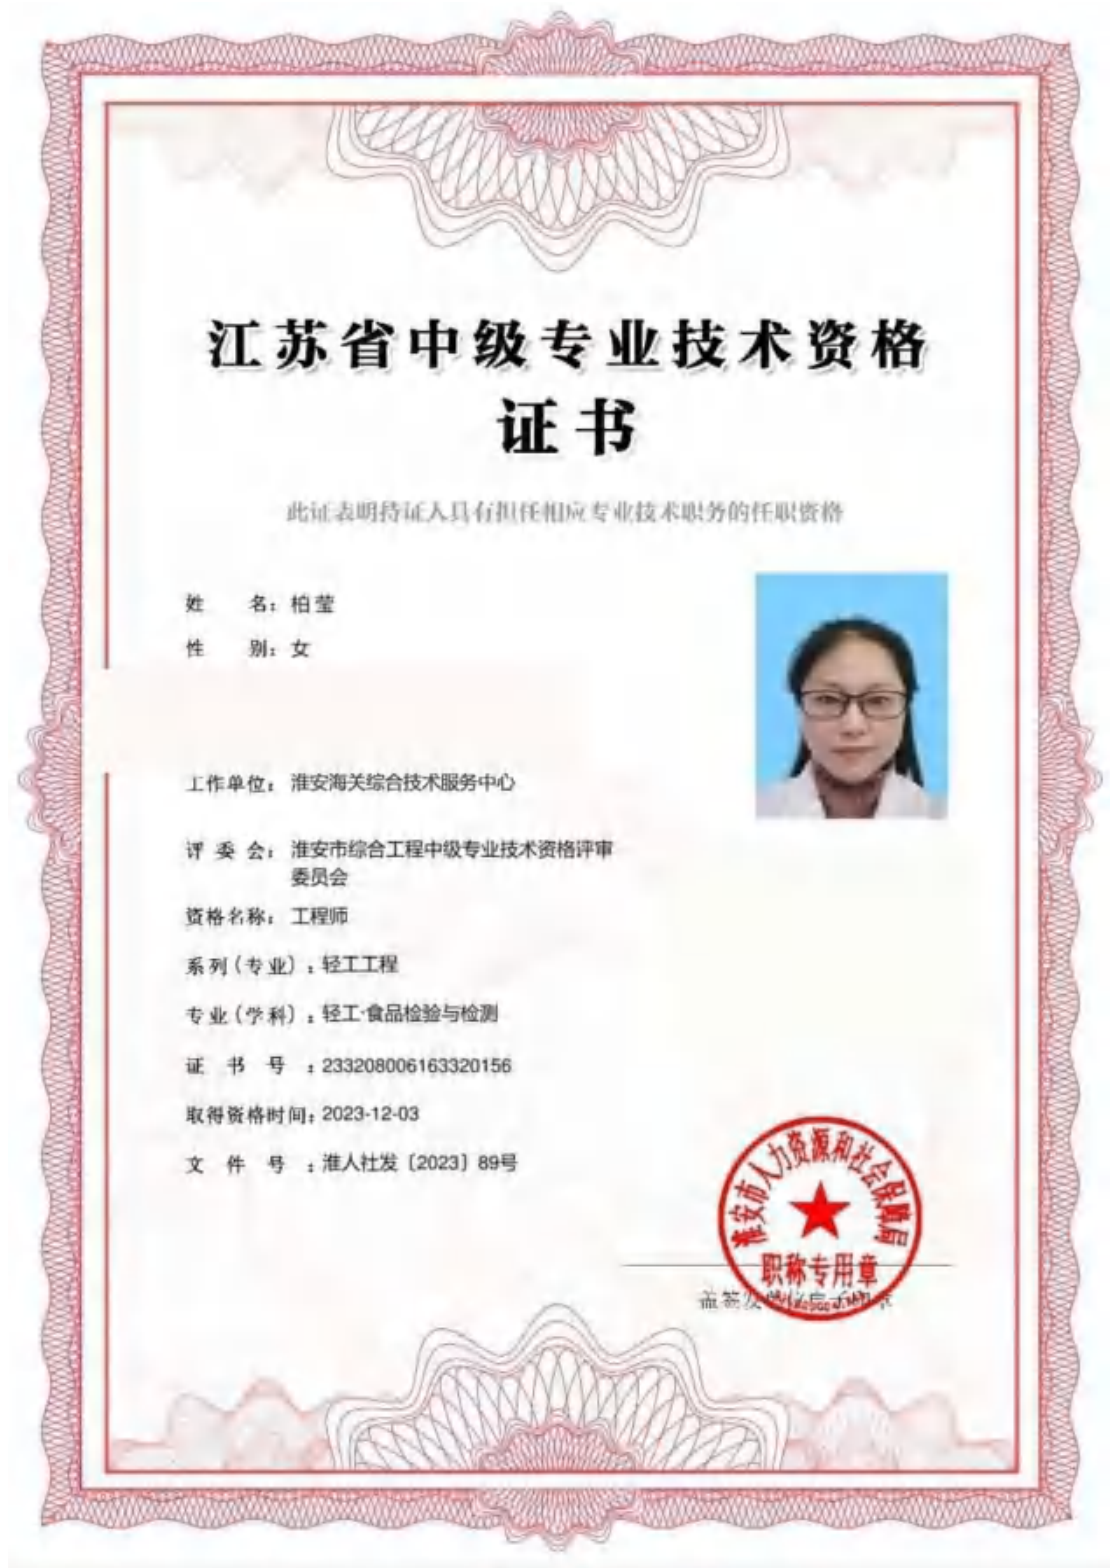 江苏省中级专业技术资格
证书
此证表明持证人具有担任相应专业技术职务的任职资格
姓 名：柏莹
性 别：女
工作单位：淮安海关综合技术服务中心
评 委 会：淮安市综合工程中级专业技术资格评审
委员会
资格名称：工程师
系列(专业)：轻工工程
专业(学科)：轻工·食品检验与检测
证 书 号 ：2332080061633​20156
取得资格时间：2023-12-03
文 件 号 ：淮人社发〔2023〕89号
淮安市人力资源和社会保障局
职称专用章
盖签发